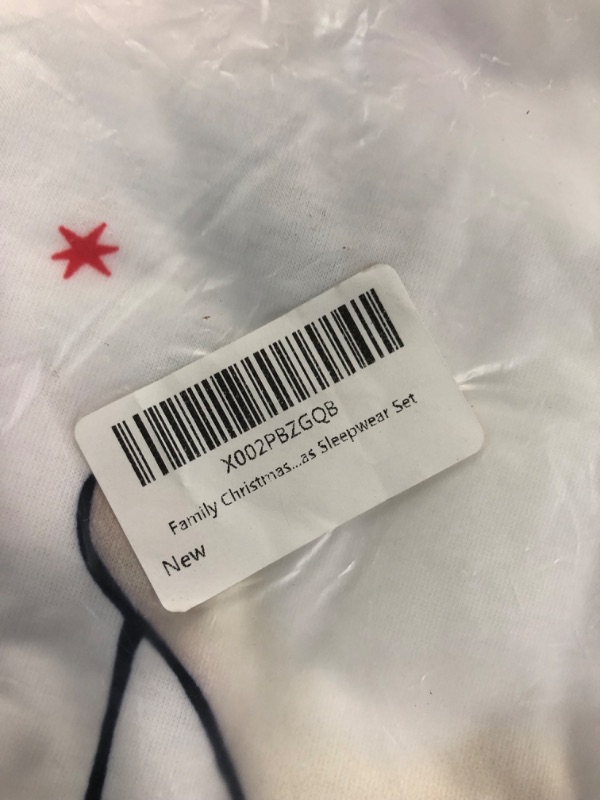 X002PBZGQB
Family Christmas...as Sleepwear Set
New